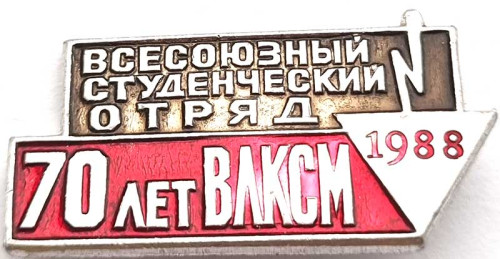 ВСЕСОЮЗНЫЙ
СТУДЕНЧЕСКИЙ
ОТРЯД
70 ЛЕТ ВЛКСМ
1988